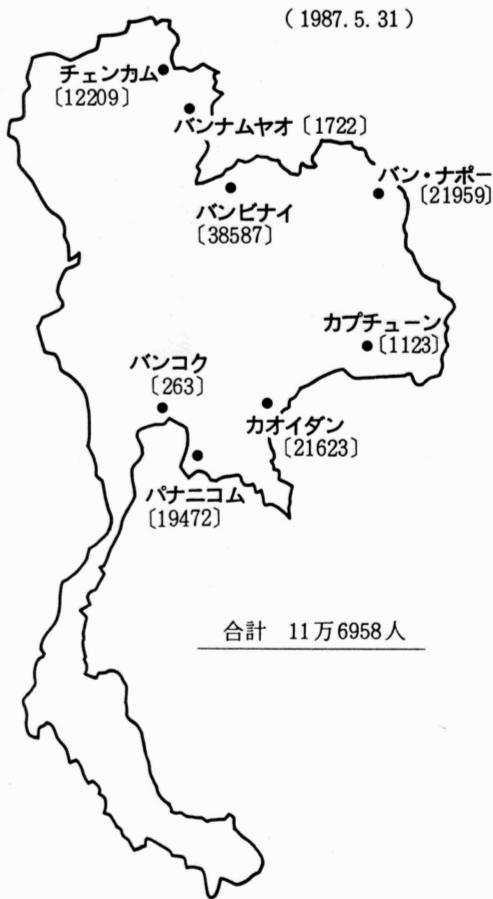 （1987.5.31）
チェンカム
〔12209〕
バンナムヤオ〔1722〕
バン・ナポー
〔21959〕
バンビナイ
〔38587〕
カプチューン
〔1123〕
バンコク
〔263〕
カオイダン
〔21623〕
パナニコム
〔19472〕
合計　11万6958人